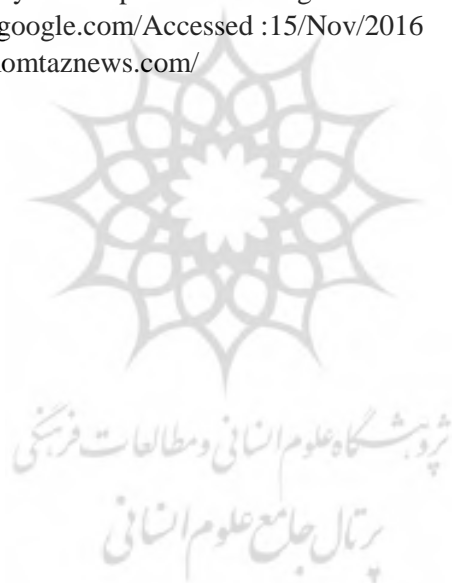 google.com/Accessed :15/Nov/2016
omtaznews.com/
پژوهشگاه علوم انسانی و مطالعات فرهنگی
پرتال جامع علوم انسانی